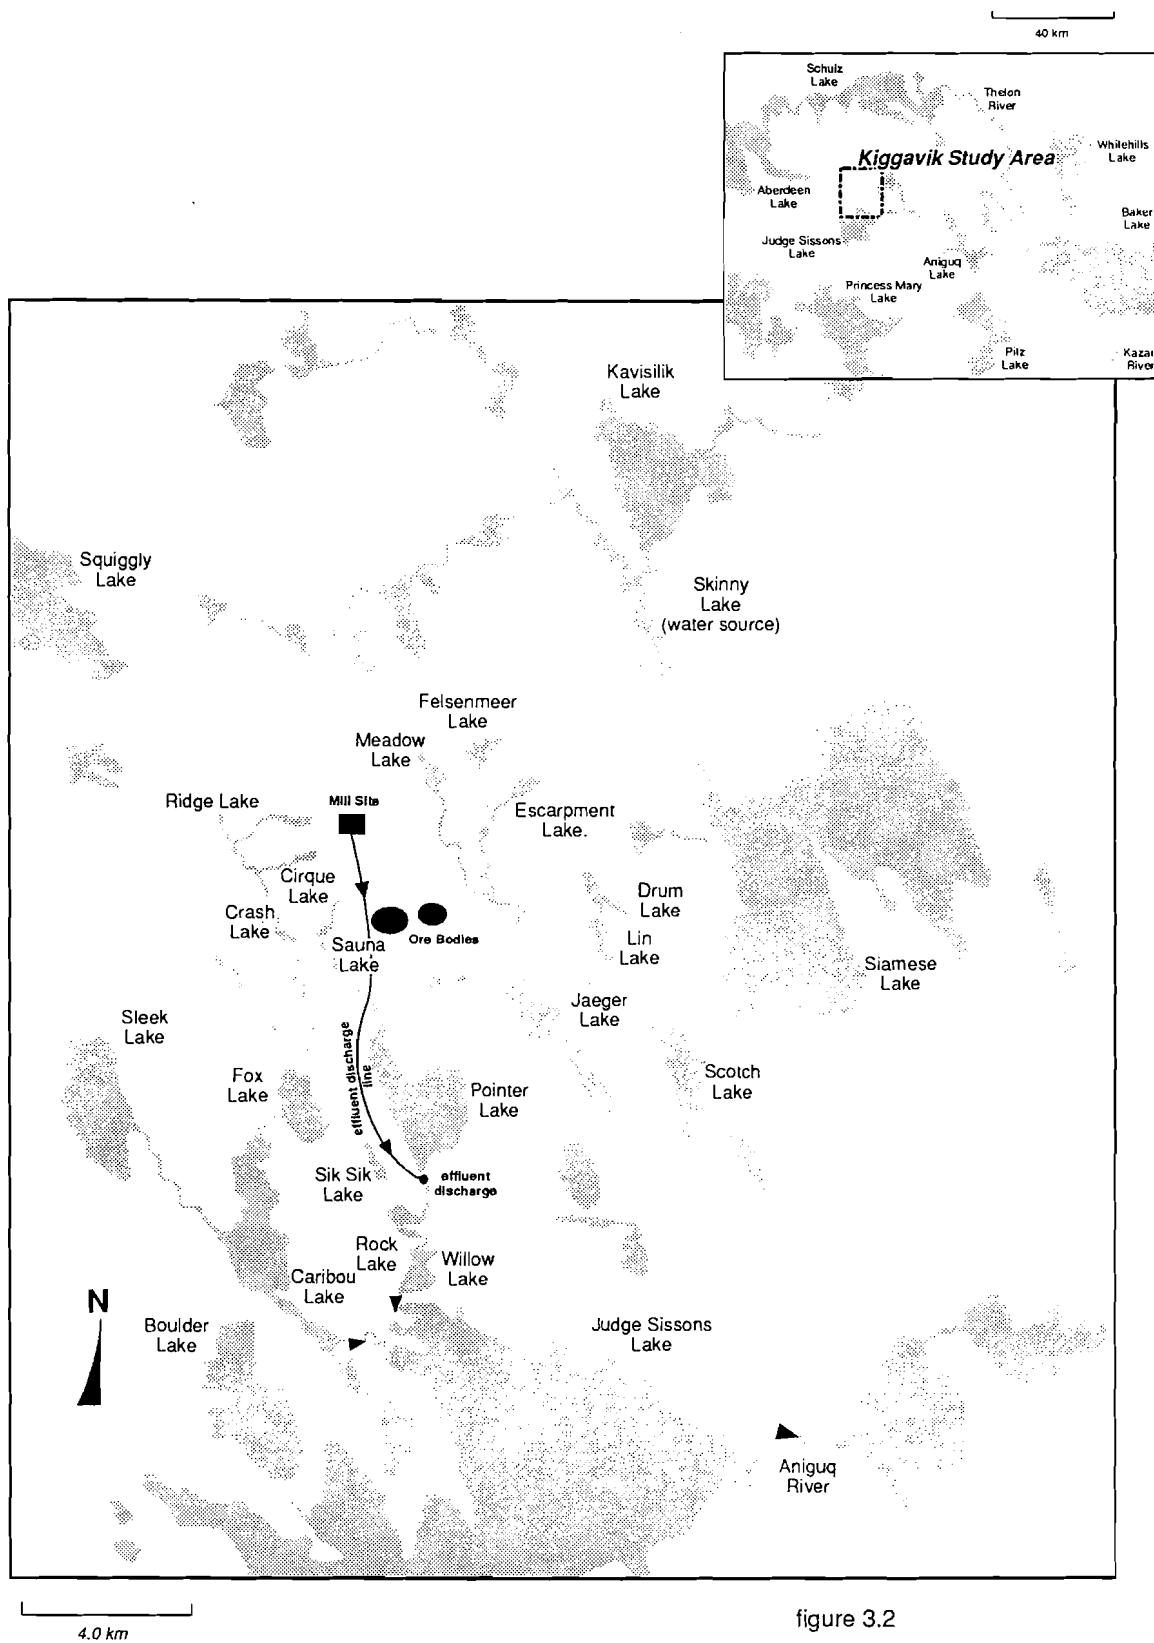 40 km
Schulz
Lake
Thelon
River
Whitehills
Lake
Kiggavik Study Area
Aberdeen
Lake
Baker
Lake
Judge Sissons
Lake
Aniguq
Lake
Princess Mary
Lake
Pitz
Lake
Kazan
River
Kavisilik
Lake
Squiggly
Lake
Skinny
Lake
(water source)
Felsenmeer
Lake
Meadow
Lake
Ridge Lake
Mill Site
Escarpment
Lake.
Cirque
Lake
Crash
Lake
Drum
Lake
Ore Bodies
Sauna
Lake
Lin
Lake
Siamese
Lake
Jaeger
Lake
Sleek
Lake
effluent discharge
line
Fox
Lake
Pointer
Lake
Scotch
Lake
Sik Sik
Lake
effluent
discharge
Rock
Lake
Willow
Lake
Caribou
Lake
N
Boulder
Lake
Judge Sissons
Lake
Aniguq
River
4.0 km
figure 3.2